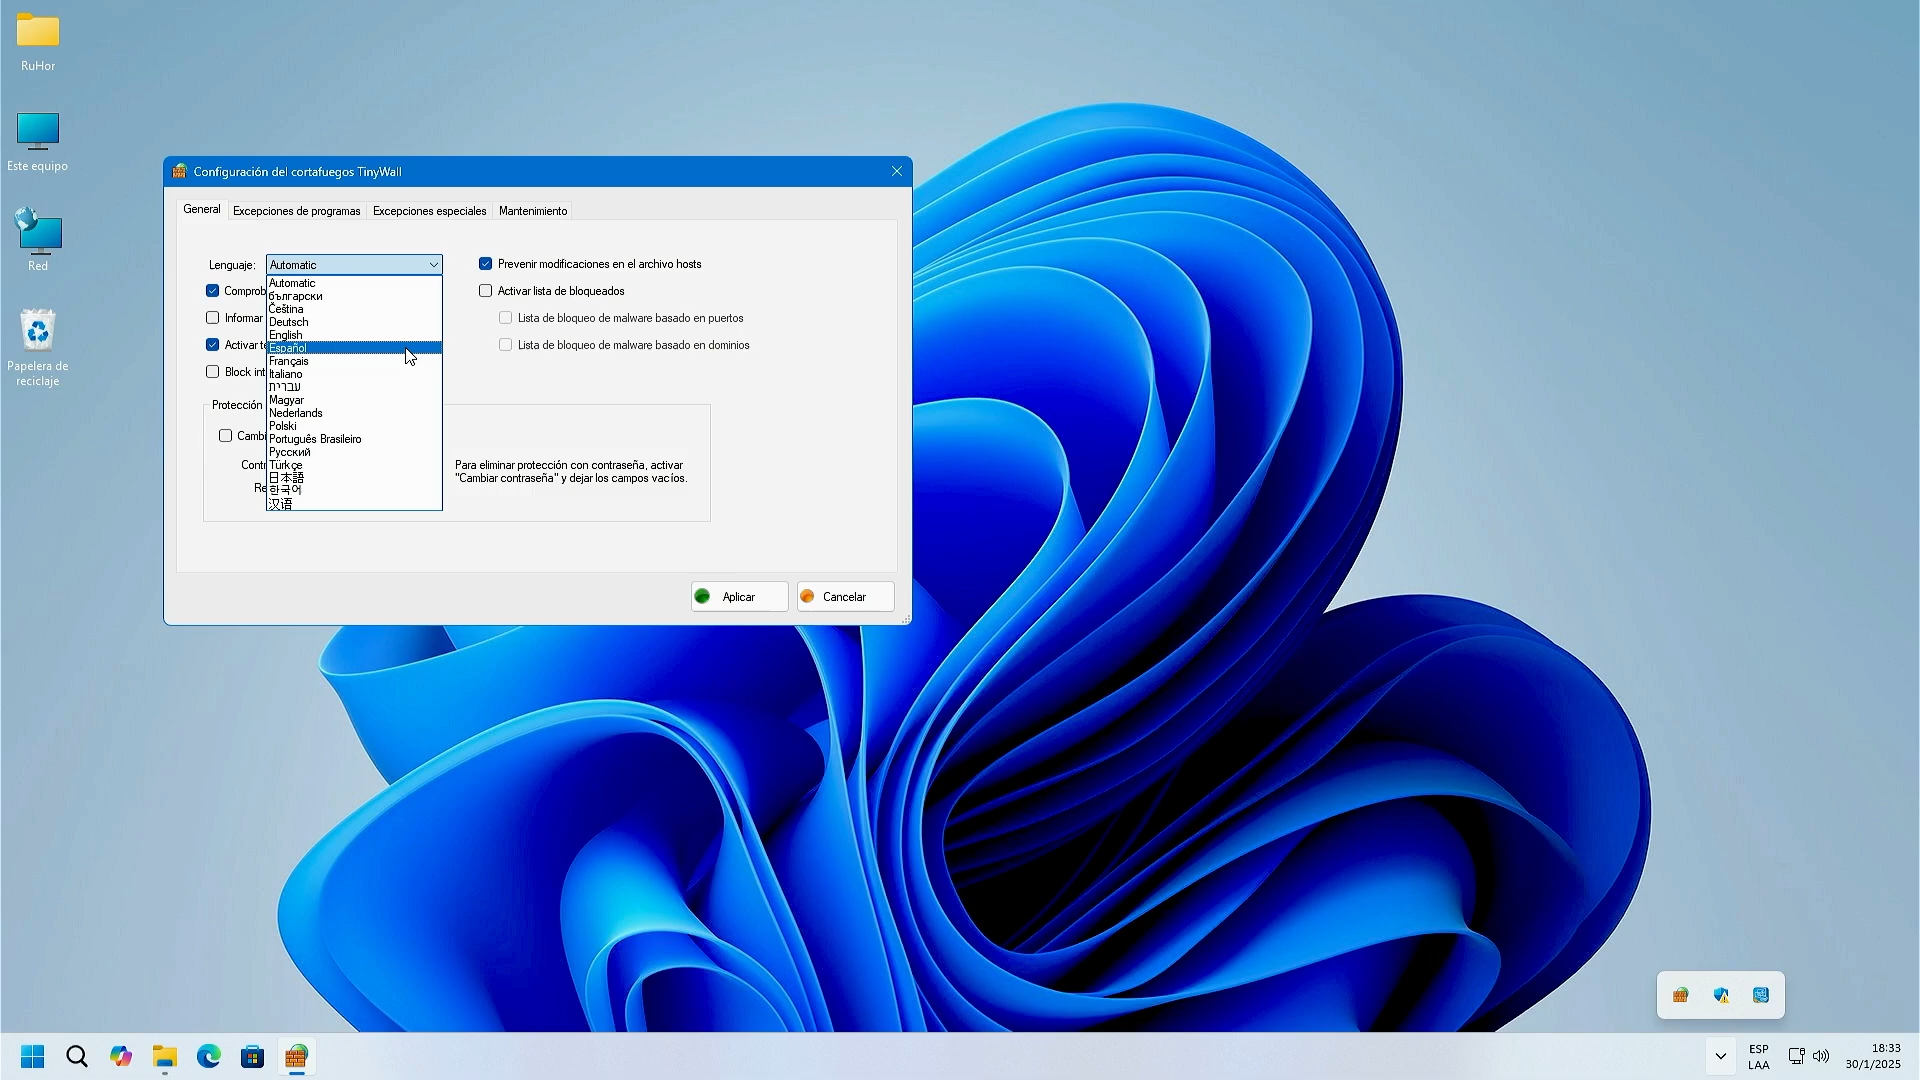 RuHor
Este equipo
Red
Papelera de
reciclaje
Configuración del cortafuegos TinyWall
General
Excepciones de programas
Excepciones especiales
Mantenimiento
Lenguaje:
Automatic
Automatic
български
Čeština
Deutsch
English
Español
Français
Italiano
עברית
Magyar
Nederlands
Polski
Português Brasileiro
Русский
Türkçe
日本語
한국어
汉语
Comprob
Informar
Activar te
Block int
Prevenir modificaciones en el archivo hosts
Activar lista de bloqueados
Lista de bloqueo de malware basado en puertos
Lista de bloqueo de malware basado en dominios
Protección
Cambi
Contr
Re
Para eliminar protección con contraseña, activar
"Cambiar contraseña" y dejar los campos vacíos.
Aplicar
Cancelar
ESP
LAA
18:33
30/1/2025